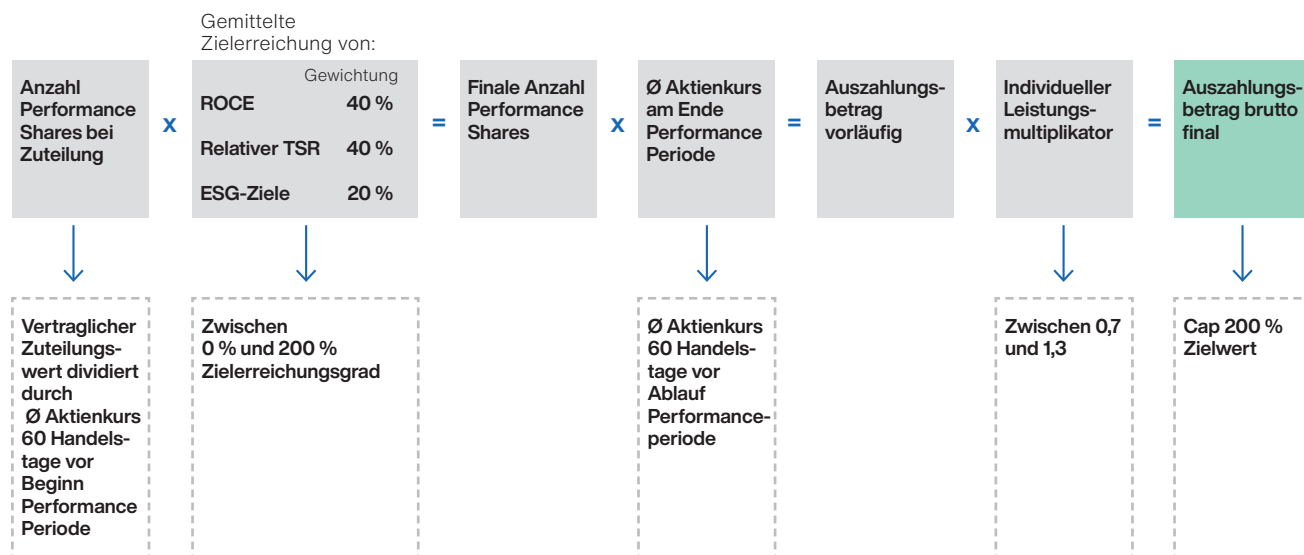 Gemittelte
Zielerreichung von:
Anzahl
Performance
Shares bei
Zuteilung
x
Gewichtung
ROCE 40 %
Relativer TSR 40 %
ESG-Ziele 20 %
=
Finale Anzahl
Performance
Shares
x
Ø Aktienkurs
am Ende
Performance
Periode
=
Auszahlungs-
betrag
vorläufig
x
Individueller
Leistungs-
multiplikator
=
Auszahlungs-
betrag brutto
final
Vertraglicher
Zuteilungs-
wert dividiert
durch
Ø Aktienkurs
60 Handels-
tage vor
Beginn
Performance
Periode
Zwischen
0 % und 200 %
Zielerreichungsgrad
Ø Aktienkurs
60 Handels-
tage vor
Ablauf
Performance-
periode
Zwischen 0,7
und 1,3
Cap 200 %
Zielwert